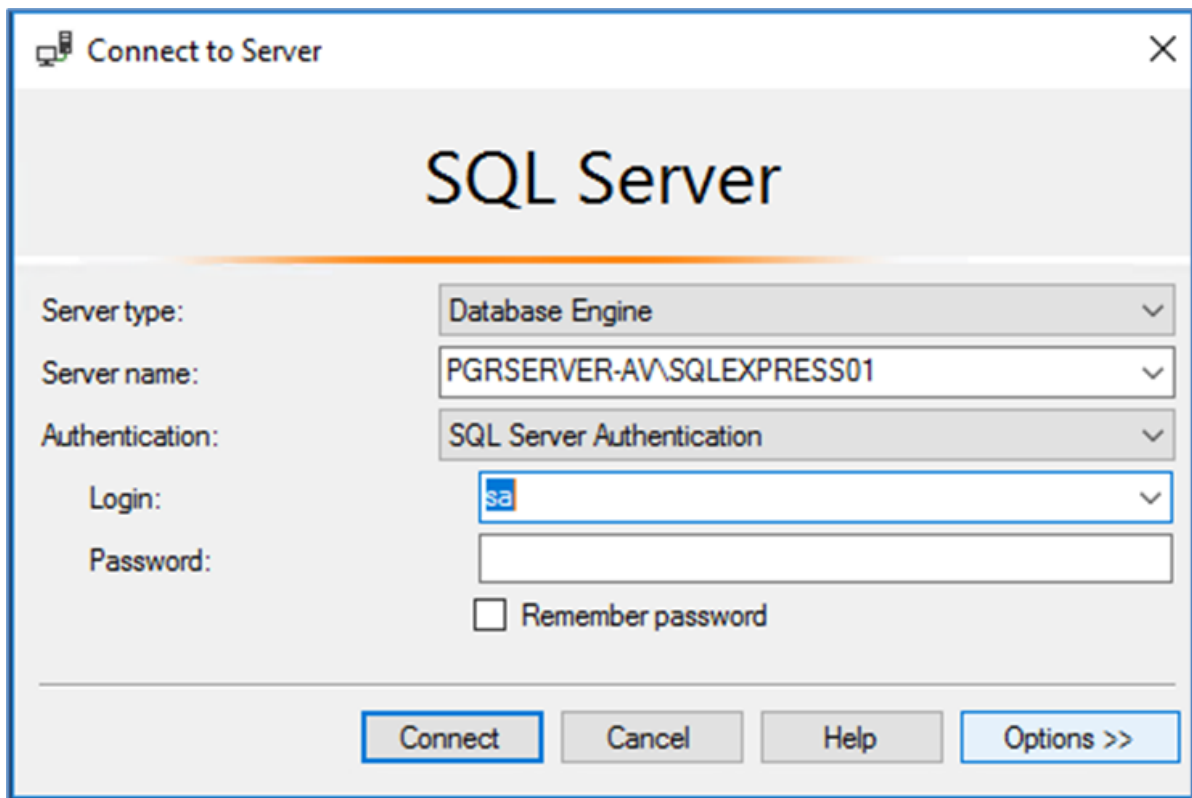 Connect to Server
SQL Server
Server type: Database Engine
Server name: PGRSERVER-AV\SQLEXPRESS01
Authentication: SQL Server Authentication
Login: sa
Password:
Remember password
Connect Cancel Help Options >>